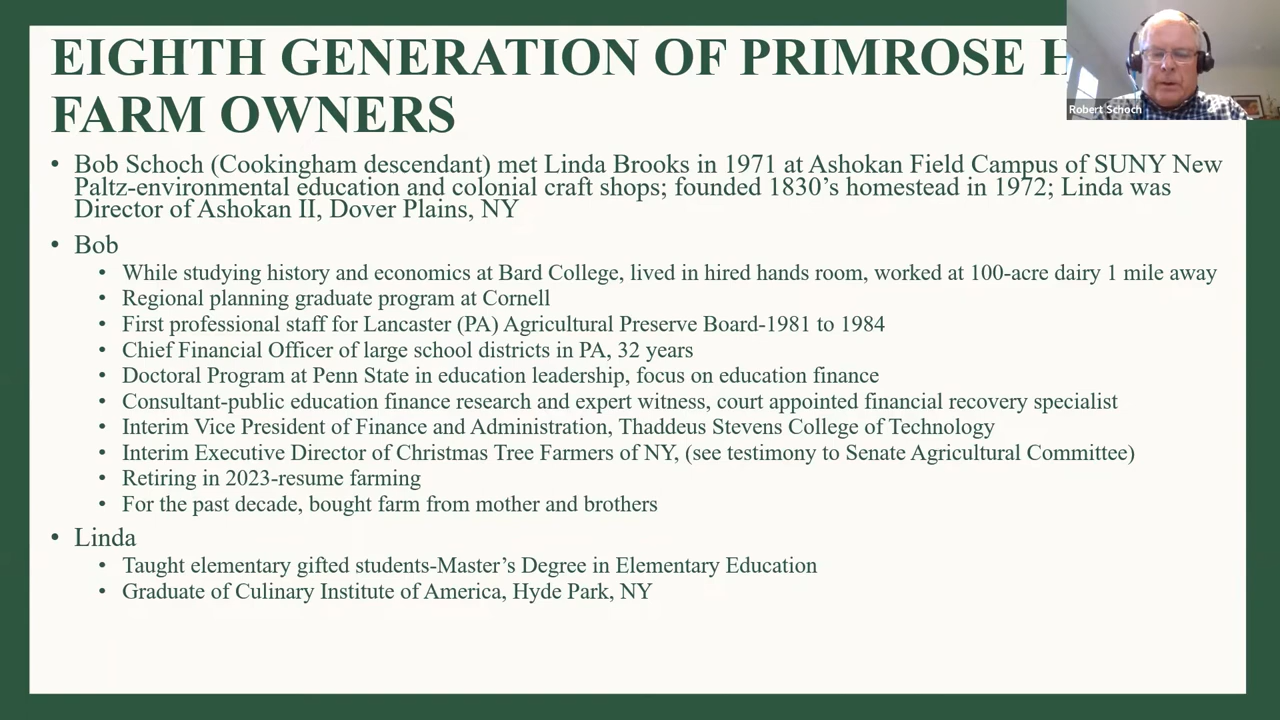 EIGHTH GENERATION OF PRIMROSE H
FARM OWNERS
Robert Schoch
• Bob Schoch (Cookingham descendant) met Linda Brooks in 1971 at Ashokan Field Campus of SUNY New
Paltz-environmental education and colonial craft shops; founded 1830’s homestead in 1972; Linda was
Director of Ashokan II, Dover Plains, NY
• Bob
• While studying history and economics at Bard College, lived in hired hands room, worked at 100-acre dairy 1 mile away
• Regional planning graduate program at Cornell
• First professional staff for Lancaster (PA) Agricultural Preserve Board-1981 to 1984
• Chief Financial Officer of large school districts in PA, 32 years
• Doctoral Program at Penn State in education leadership, focus on education finance
• Consultant-public education finance research and expert witness, court appointed financial recovery specialist
• Interim Vice President of Finance and Administration, Thaddeus Stevens College of Technology
• Interim Executive Director of Christmas Tree Farmers of NY, (see testimony to Senate Agricultural Committee)
• Retiring in 2023-resume farming
• For the past decade, bought farm from mother and brothers
• Linda
• Taught elementary gifted students-Master’s Degree in Elementary Education
• Graduate of Culinary Institute of America, Hyde Park, NY